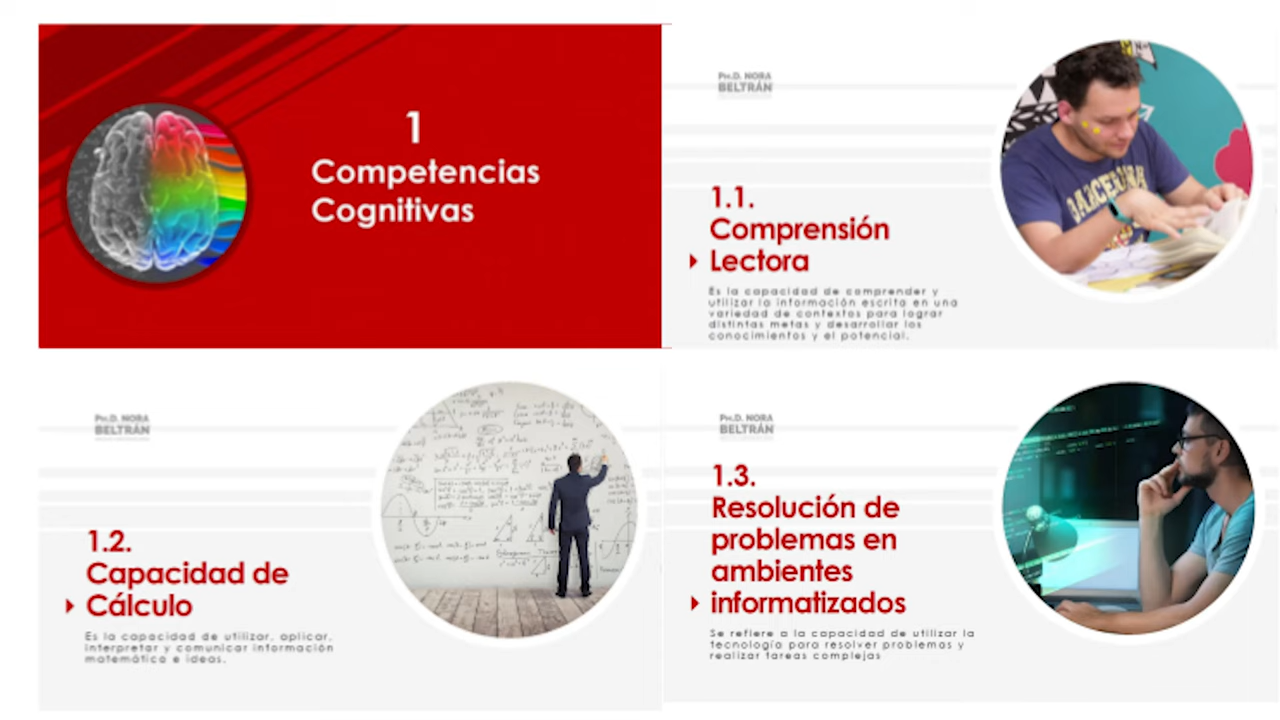 1
Competencias
Cognitivas
PH.D. NORA
BELTRÁN
1.1.
Comprensión
Lectora
Es la capacidad de comprender y
utilizar la información escrita en una
variedad de contextos para lograr
distintas metas y desarrollar los
conocimientos y el potencial.
BARCELONA
PH.D. NORA
BELTRÁN
1.2.
Capacidad de
Cálculo
Es la capacidad de utilizar, aplicar,
interpretar y comunicar información
matemática e ideas.
PH.D. NORA
BELTRÁN
1.3.
Resolución de
problemas en
ambientes
informatizados
Se refiere a la capacidad de utilizar la
tecnología para resolver problemas y
realizar tareas complejas